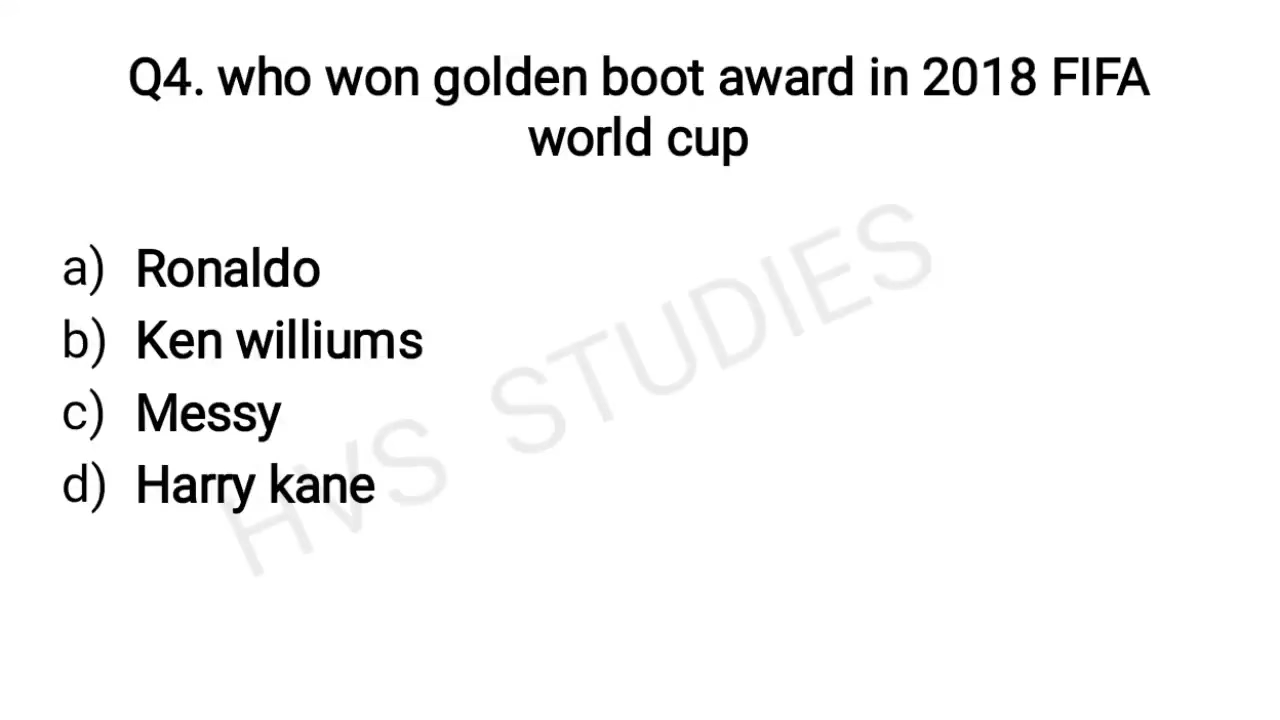 Q4. who won golden boot award in 2018 FIFA
world cup
a) Ronaldo
b) Ken williums
c) Messy
d) Harry kane
HVS STUDIES